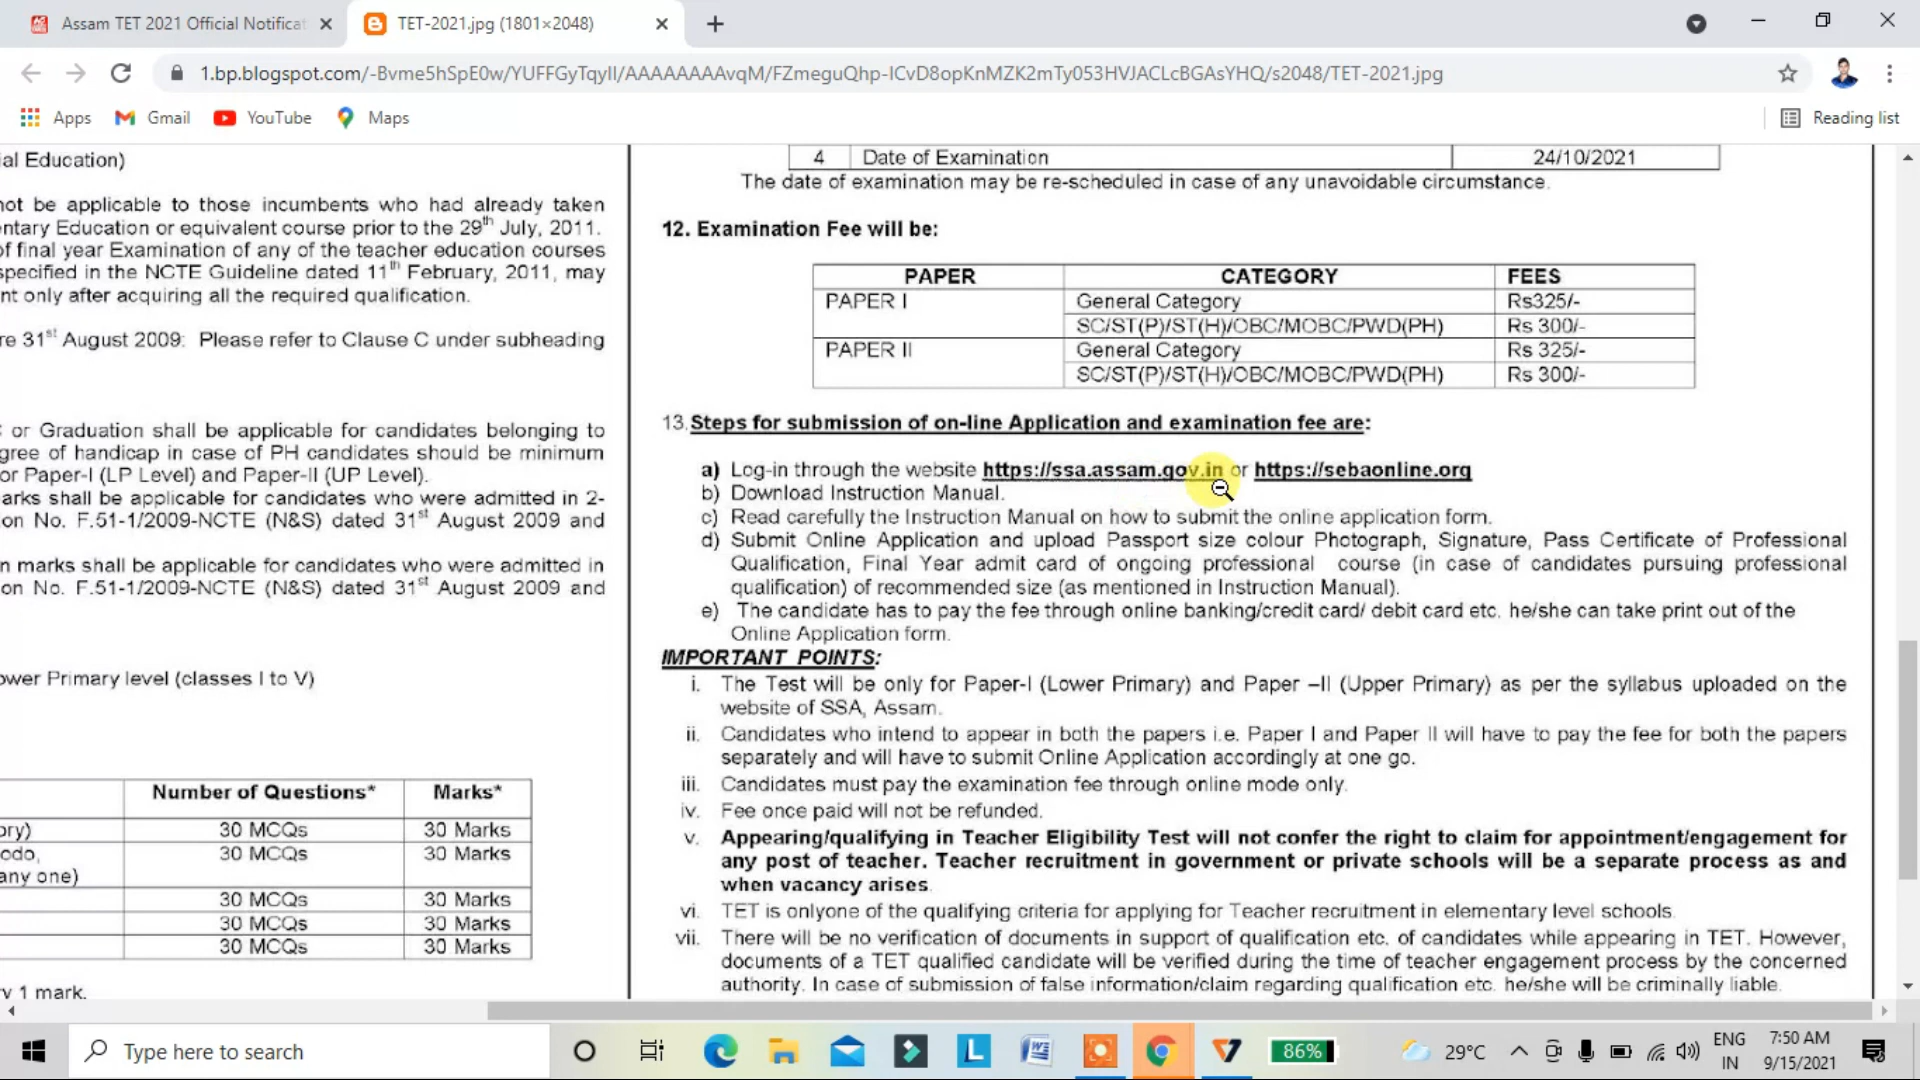 Assam TET 2021 Official Notificat
TET-2021.jpg (1801×2048)
1.bp.blogspot.com/-Bvme5hSpE0w/YUFFGyTqyII/AAAAAAAAvqM/FZmeguQhp-ICvD8opKnMZK2mTy053HVJACLcBGAsYHQ/s2048/TET-2021.jpg
Apps
Gmail
YouTube
Maps
Reading list
ial Education)
not be applicable to those incumbents who had already taken
entary Education or equivalent course prior to the 29th July, 2011.
of final year Examination of any of the teacher education courses
specified in the NCTE Guideline dated 11th February, 2011, may
nt only after acquiring all the required qualification.
re 31st August 2009: Please refer to Clause C under subheading
or Graduation shall be applicable for candidates belonging to
gree of handicap in case of PH candidates should be minimum
or Paper-I (LP Level) and Paper-II (UP Level).
arks shall be applicable for candidates who were admitted in 2-
on No. F.51-1/2009-NCTE (N&S) dated 31st August 2009 and
n marks shall be applicable for candidates who were admitted in
on No. F.51-1/2009-NCTE (N&S) dated 31st August 2009 and
ower Primary level (classes I to V)
Number of Questions* Marks*
ory) 30 MCQs 30 Marks
odo, 30 MCQs 30 Marks
any one)
30 MCQs 30 Marks
30 MCQs 30 Marks
30 MCQs 30 Marks
y 1 mark.
4 Date of Examination 24/10/2021
The date of examination may be re-scheduled in case of any unavoidable circumstance.
12. Examination Fee will be:
PAPER CATEGORY FEES
PAPER I General Category Rs325/-
SC/ST(P)/ST(H)/OBC/MOBC/PWD(PH) Rs 300/-
PAPER II General Category Rs 325/-
SC/ST(P)/ST(H)/OBC/MOBC/PWD(PH) Rs 300/-
13. Steps for submission of on-line Application and examination fee are:
a) Log-in through the website https://ssa.assam.gov.in or https://sebaonline.org
b) Download Instruction Manual.
c) Read carefully the Instruction Manual on how to submit the online application form.
d) Submit Online Application and upload Passport size colour Photograph, Signature, Pass Certificate of Professional
Qualification, Final Year admit card of ongoing professional course (in case of candidates pursuing professional
qualification) of recommended size (as mentioned in Instruction Manual).
e) The candidate has to pay the fee through online banking/credit card/ debit card etc. he/she can take print out of the
Online Application form.
IMPORTANT POINTS:
i. The Test will be only for Paper-I (Lower Primary) and Paper –II (Upper Primary) as per the syllabus uploaded on the
website of SSA, Assam.
ii. Candidates who intend to appear in both the papers i.e. Paper I and Paper II will have to pay the fee for both the papers
separately and will have to submit Online Application accordingly at one go.
iii. Candidates must pay the examination fee through online mode only.
iv. Fee once paid will not be refunded.
v. Appearing/qualifying in Teacher Eligibility Test will not confer the right to claim for appointment/engagement for
any post of teacher. Teacher recruitment in government or private schools will be a separate process as and
when vacancy arises.
vi. TET is onlyone of the qualifying criteria for applying for Teacher recruitment in elementary level schools.
vii. There will be no verification of documents in support of qualification etc. of candidates while appearing in TET. However,
documents of a TET qualified candidate will be verified during the time of teacher engagement process by the concerned
authority. In case of submission of false information/claim regarding qualification etc. he/she will be criminally liable.
Type here to search
86%
29°C
ENG
IN
7:50 AM
9/15/2021